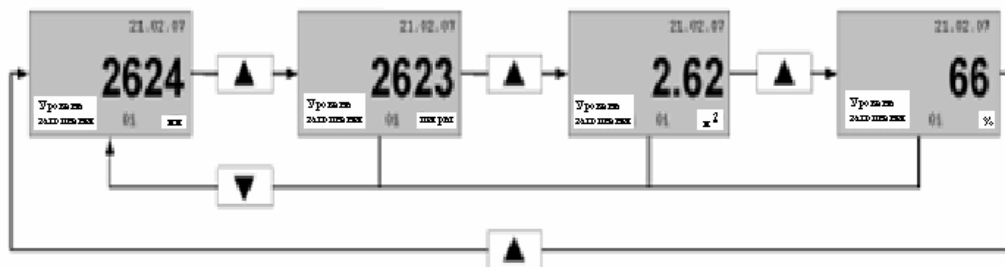 21.02.07
2624
Уровень
заполнения
01
мм
21.02.07
2623
Уровень
заполнения
01
литры
21.02.07
2.62
Уровень
заполнения
01
м²
21.02.07
66
Уровень
заполнения
01
%